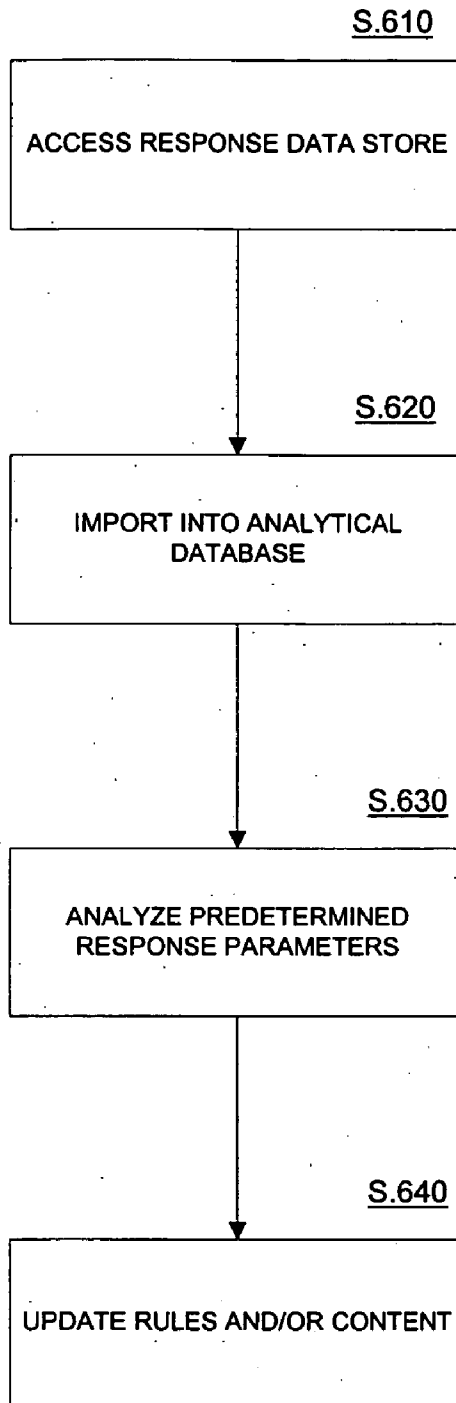 S.610
ACCESS RESPONSE DATA STORE
S.620
IMPORT INTO ANALYTICAL
DATABASE
S.630
ANALYZE PREDETERMINED
RESPONSE PARAMETERS
S.640
UPDATE RULES AND/OR CONTENT